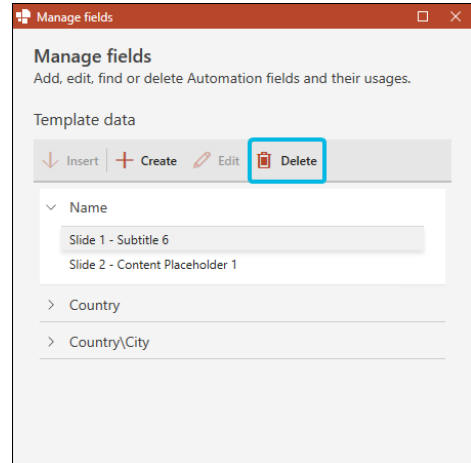 Manage fields
Manage fields
Add, edit, find or delete Automation fields and their usages.
Template data
Insert Create Edit Delete
Name
Slide 1 - Subtitle 6
Slide 2 - Content Placeholder 1
Country
Country\City